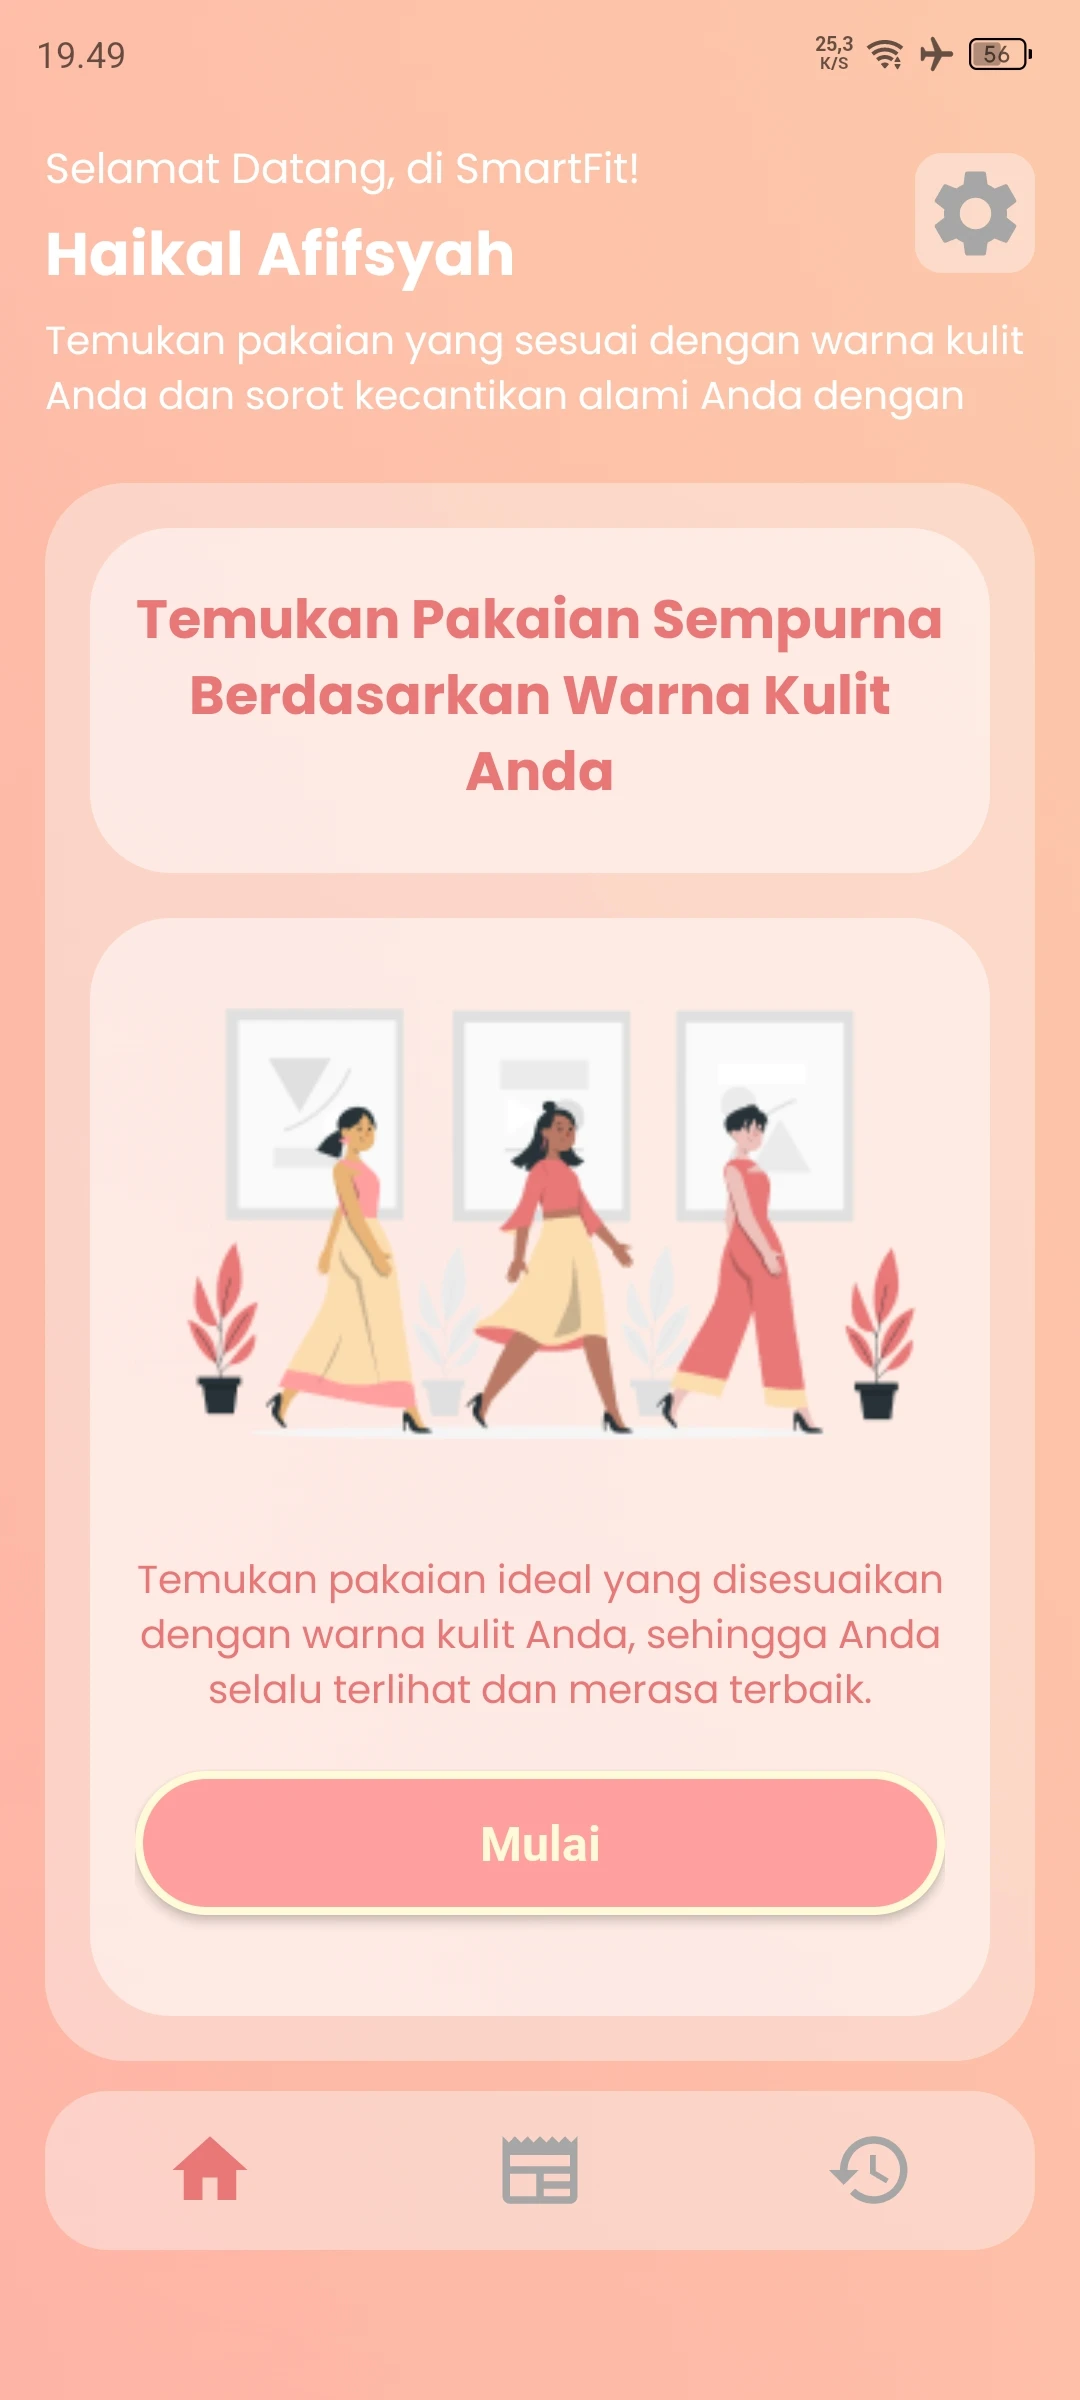 19.49
25,3
K/S
56
Selamat Datang, di SmartFit!
Haikal Afifsyah
Temukan pakaian yang sesuai dengan warna kulit
Anda dan sorot kecantikan alami Anda dengan
Temukan Pakaian Sempurna
Berdasarkan Warna Kulit
Anda
Temukan pakaian ideal yang disesuaikan
dengan warna kulit Anda, sehingga Anda
selalu terlihat dan merasa terbaik.
Mulai